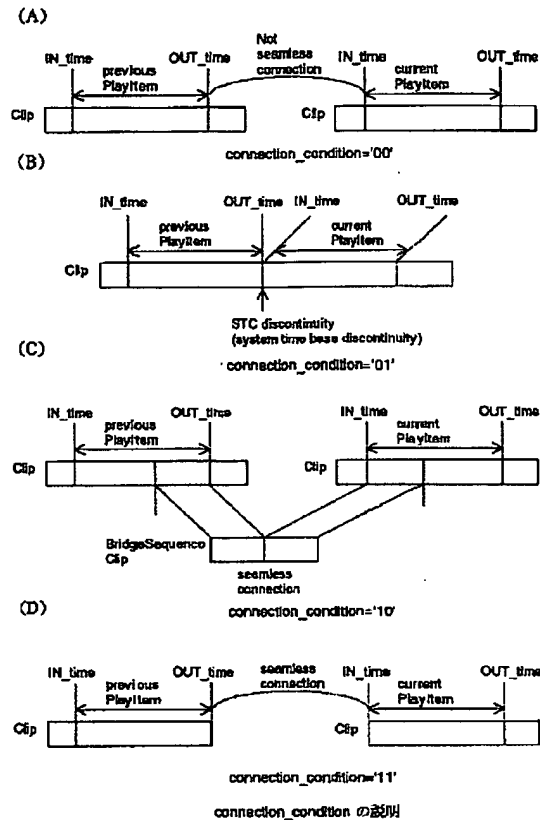 (A)
Not
seamless
connection
IN_time
OUT_time
IN_time
OUT_time
previous
PlayItem
current
PlayItem
Clip
Clip
connection_condition='00'
(B)
IN_time
OUT_time
IN_time
OUT_time
previous
PlayItem
current
PlayItem
Clip
STC discontinuity
(system time base discontinuity)
connection_condition='01'
(C)
IN_time
OUT_time
IN_time
OUT_time
previous
PlayItem
current
PlayItem
Clip
Clip
BridgeSequence
Clip
seamless
connection
connection_condition='10'
(D)
IN_time
OUT_time
seamless
connection
IN_time
OUT_time
previous
PlayItem
current
PlayItem
Clip
Clip
connection_condition='11'
connection_condition の説明